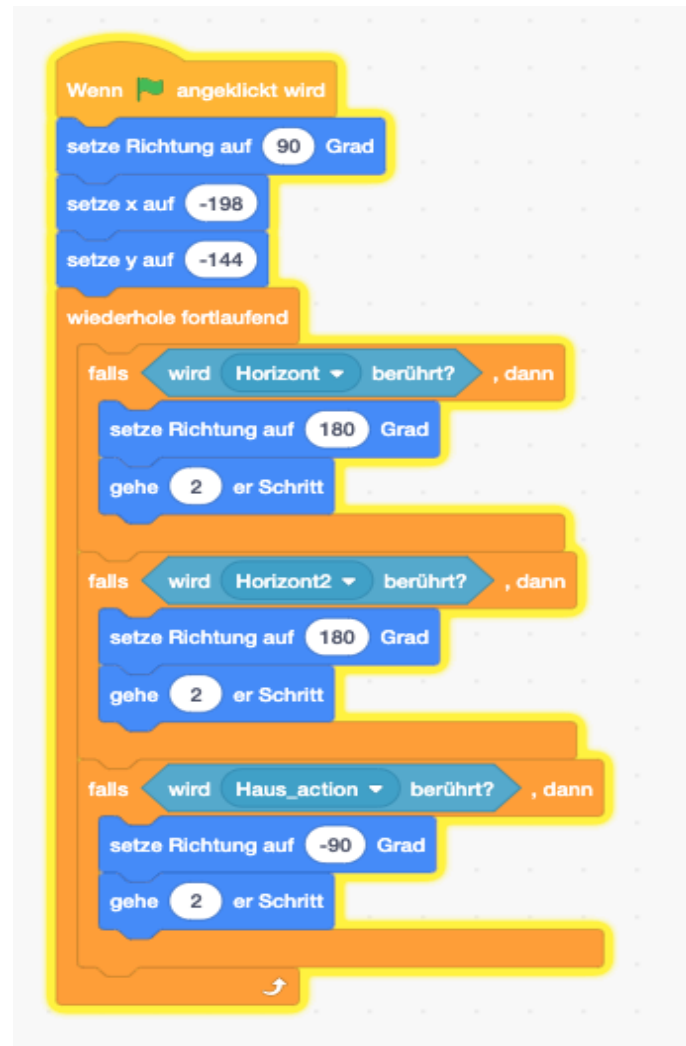 Wenn angeklickt wird
setze Richtung auf 90 Grad
setze x auf -198
setze y auf -144
wiederhole fortlaufend
falls wird Horizont berührt? , dann
setze Richtung auf 180 Grad
gehe 2 er Schritt
falls wird Horizont2 berührt? , dann
setze Richtung auf 180 Grad
gehe 2 er Schritt
falls wird Haus_action berührt? , dann
setze Richtung auf -90 Grad
gehe 2 er Schritt